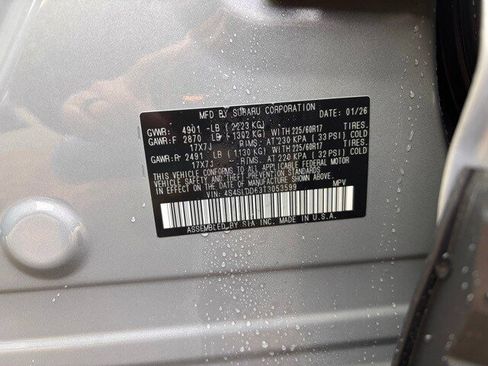 MFD BY SUBARU CORPORATION 01/26
GVWR: 4901 -LB (2223 KG) TIRES.
GAWR:F 2870 LB (1302 KG) WITH 225/60R17
17X7J RIMS. AT 230 KPA (33 PSI) COLD
GAWR:R 2491 -LB (1130 KG) WITH 225/60R17 TIRES.
17X7J RIMS. AT 220 KPA (32 PSI) COLD
THIS VEHICLE CONFORMS TO ALL APPLICABLE FEDERAL MOTOR
VEHICLE SAFETY, BUMPER AND THEFT PREVENTION STANDARDS
IN EFFECT ON THE DATE OF MANUFACTURE SHOWN ABOVE.
VIN: MPV
ASSEMBLED BY SIA INC. MADE IN U.S.A.